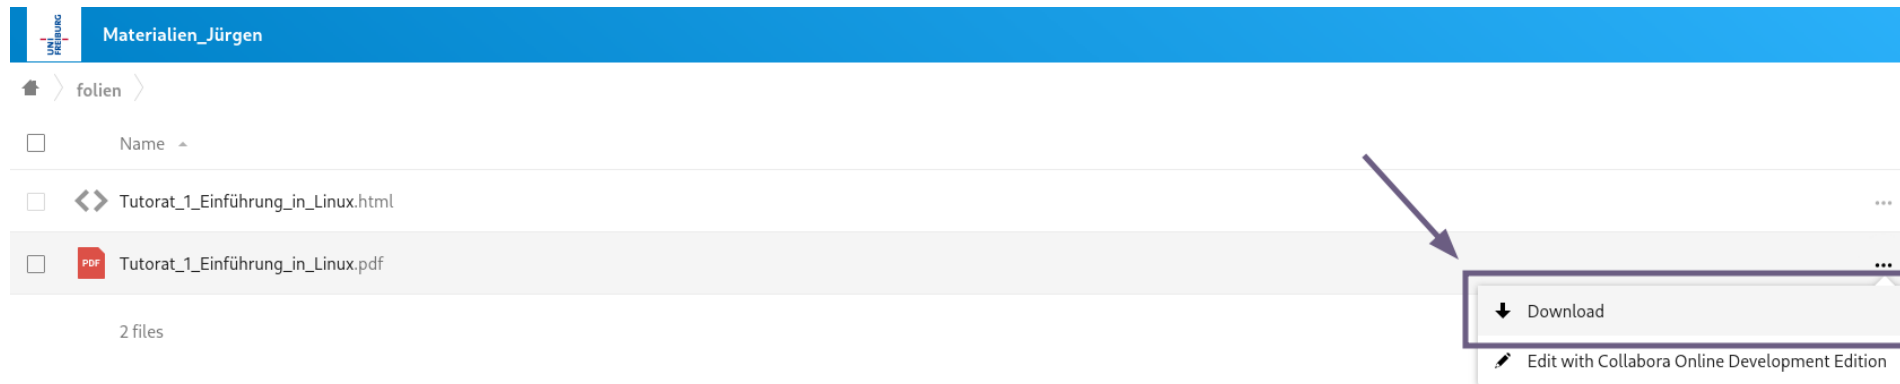 UNI
FREIBURG
Materialien_Jürgen
folien
Name
Tutorat_1_Einführung_in_Linux.html
...
PDF
Tutorat_1_Einführung_in_Linux.pdf
...
Download
2 files
Edit with Collabora Online Development Edition